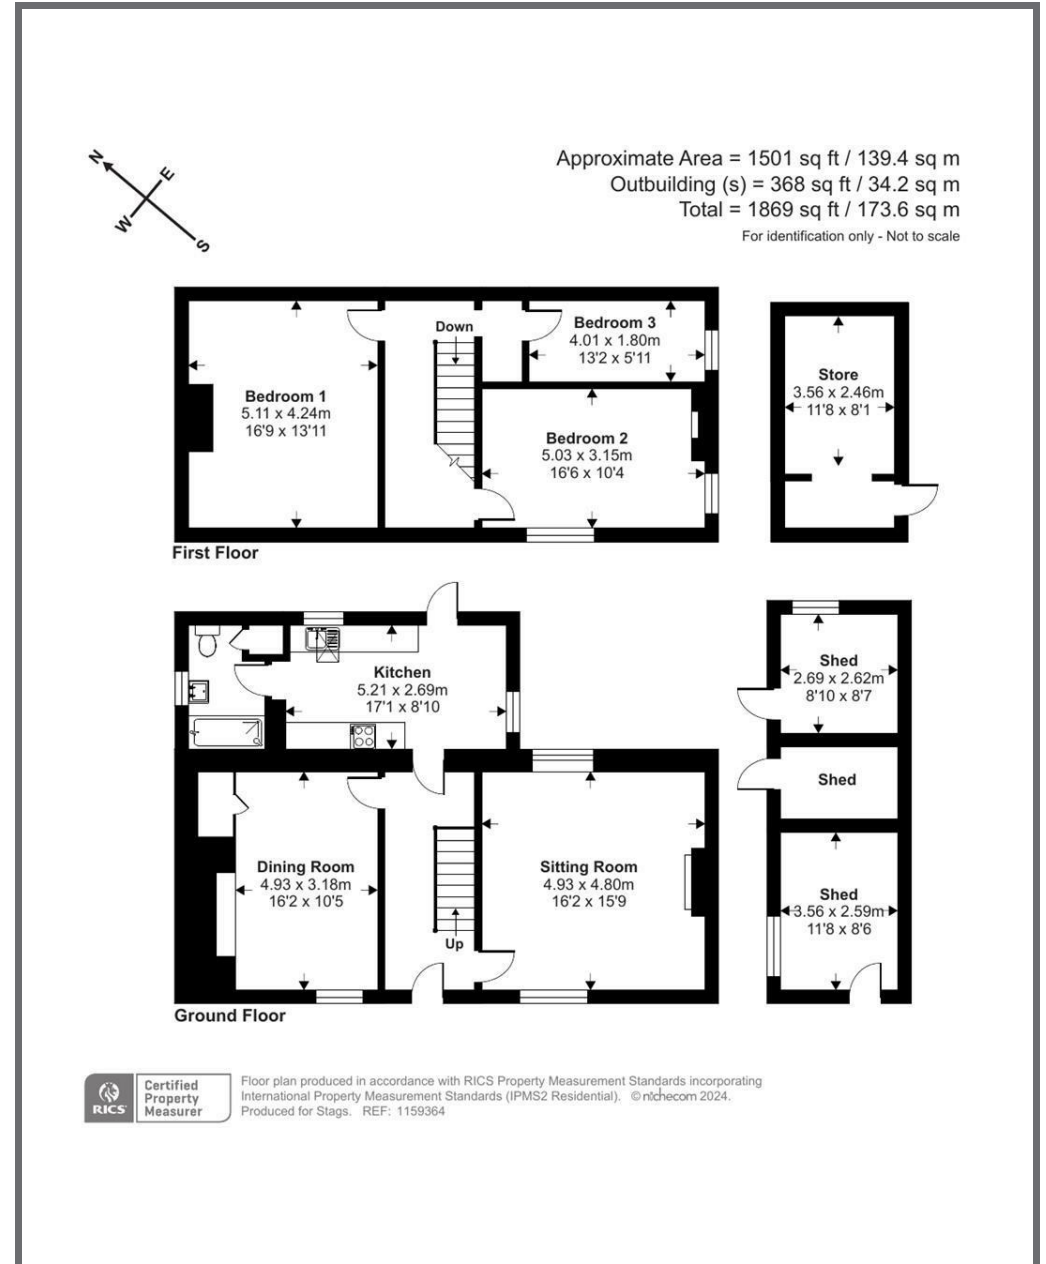 N
E
W
S
Approximate Area = 1501 sq ft / 139.4 sq m
Outbuilding (s) = 368 sq ft / 34.2 sq m
Total = 1869 sq ft / 173.6 sq m
For identification only - Not to scale
Down
Bedroom 3
4.01 x 1.80m
13'2 x 5'11
Bedroom 1
5.11 x 4.24m
16'9 x 13'11
Bedroom 2
5.03 x 3.15m
16'6 x 10'4
Store
3.56 x 2.46m
11'8 x 8'1
First Floor
Kitchen
5.21 x 2.69m
17'1 x 8'10
Shed
2.69 x 2.62m
8'10 x 8'7
Shed
Dining Room
4.93 x 3.18m
16'2 x 10'5
Up
Sitting Room
4.93 x 4.80m
16'2 x 15'9
Shed
3.56 x 2.59m
11'8 x 8'6
Ground Floor
RICS
Certified
Property
Measurer
Floor plan produced in accordance with RICS Property Measurement Standards incorporating
International Property Measurement Standards (IPMS2 Residential). © nichecom 2024.
Produced for Stags. REF: 1159364